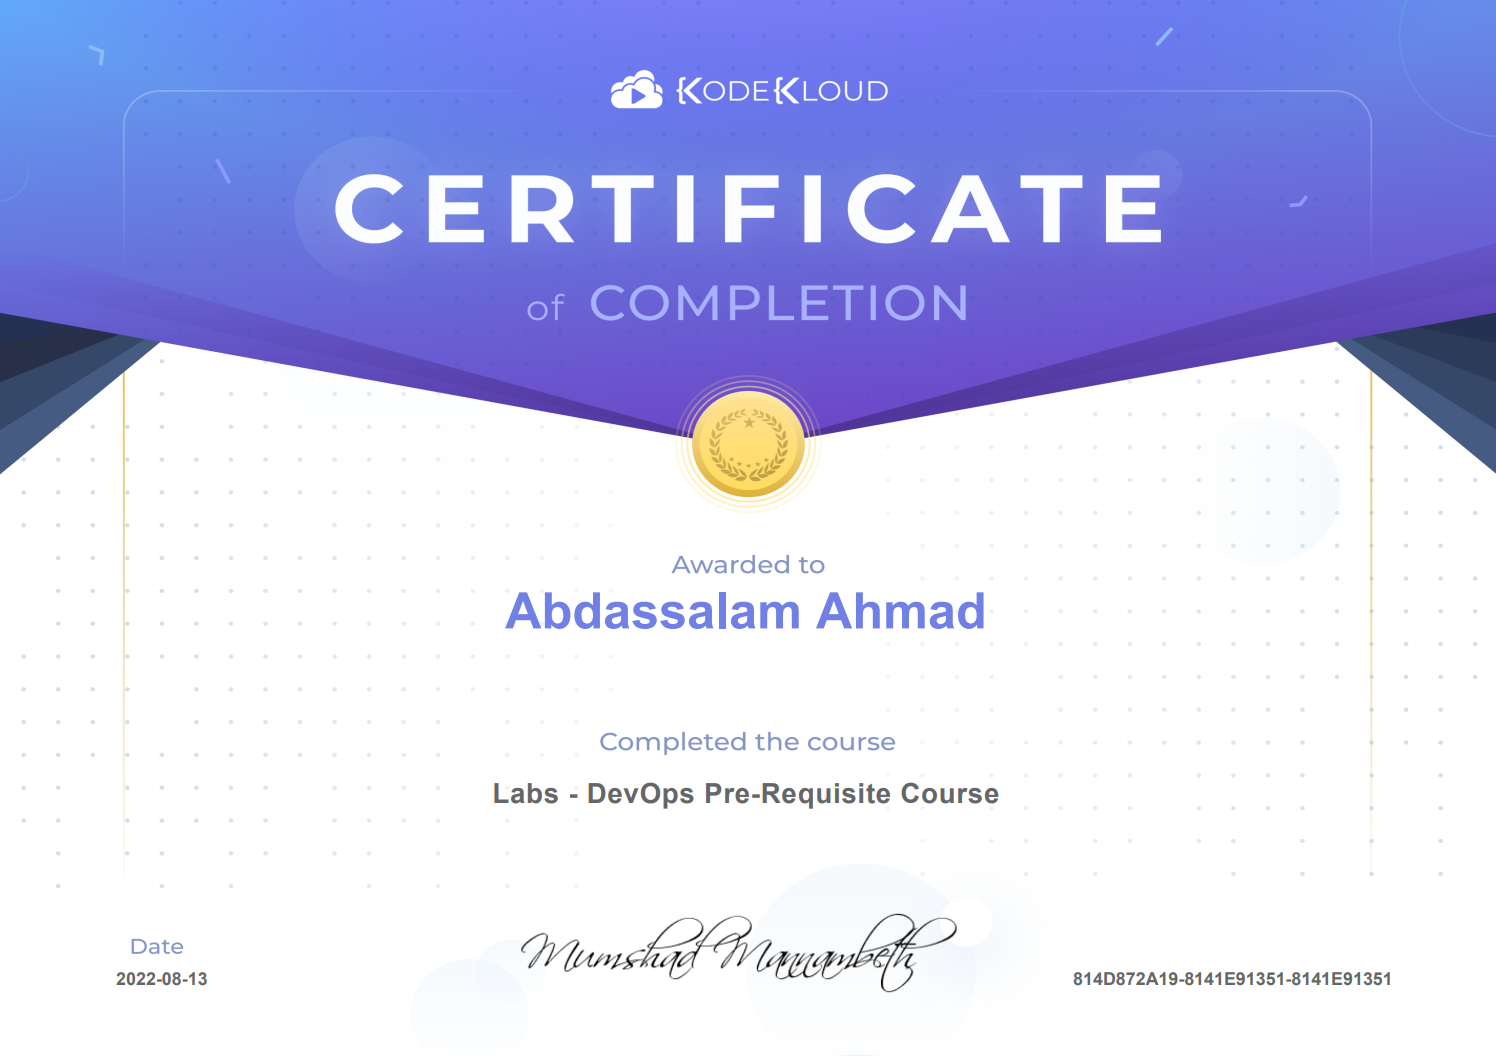 KODEKLOUD
CERTIFICATE
of COMPLETION
Awarded to
Abdassalam Ahmad
Completed the course
Labs - DevOps Pre-Requisite Course
Date
2022-08-13
Mumshad Mannambeth
814D872A19-8141E91351-8141E91351